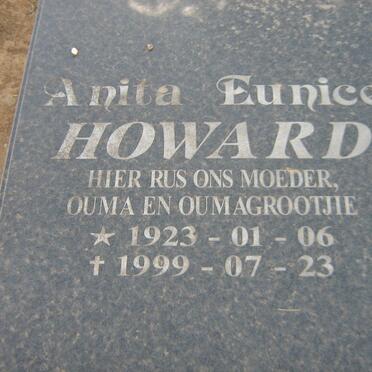 Anita Eunice
HOWARD
HIER RUS ONS MOEDER,
OUMA EN OUMAGROOTJIE
★ 1923 - 01 - 06
✝ 1999 - 07 - 23